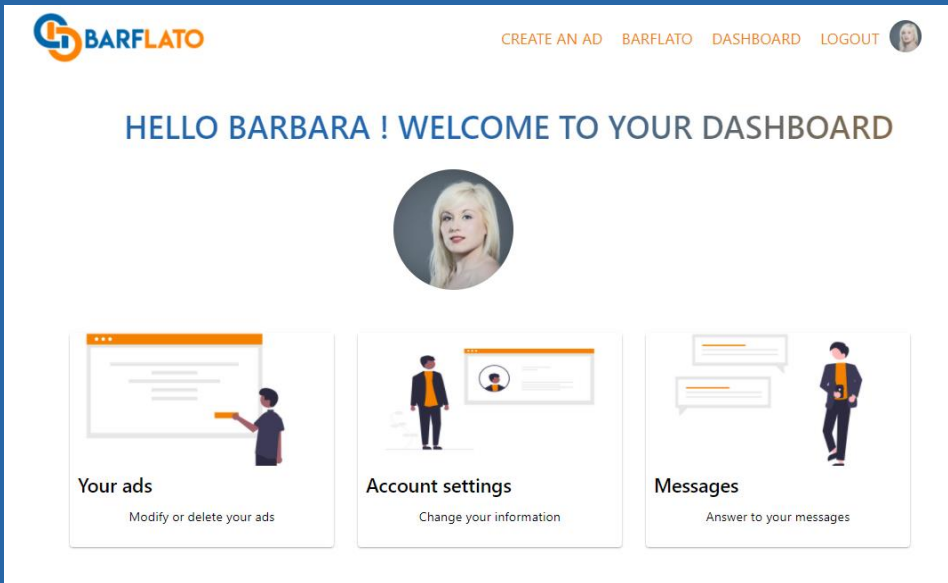 BARFLATO
CREATE AN AD BARFLATO DASHBOARD LOGOUT
HELLO BARBARA ! WELCOME TO YOUR DASHBOARD
Your ads
Modify or delete your ads
Account settings
Change your information
Messages
Answer to your messages